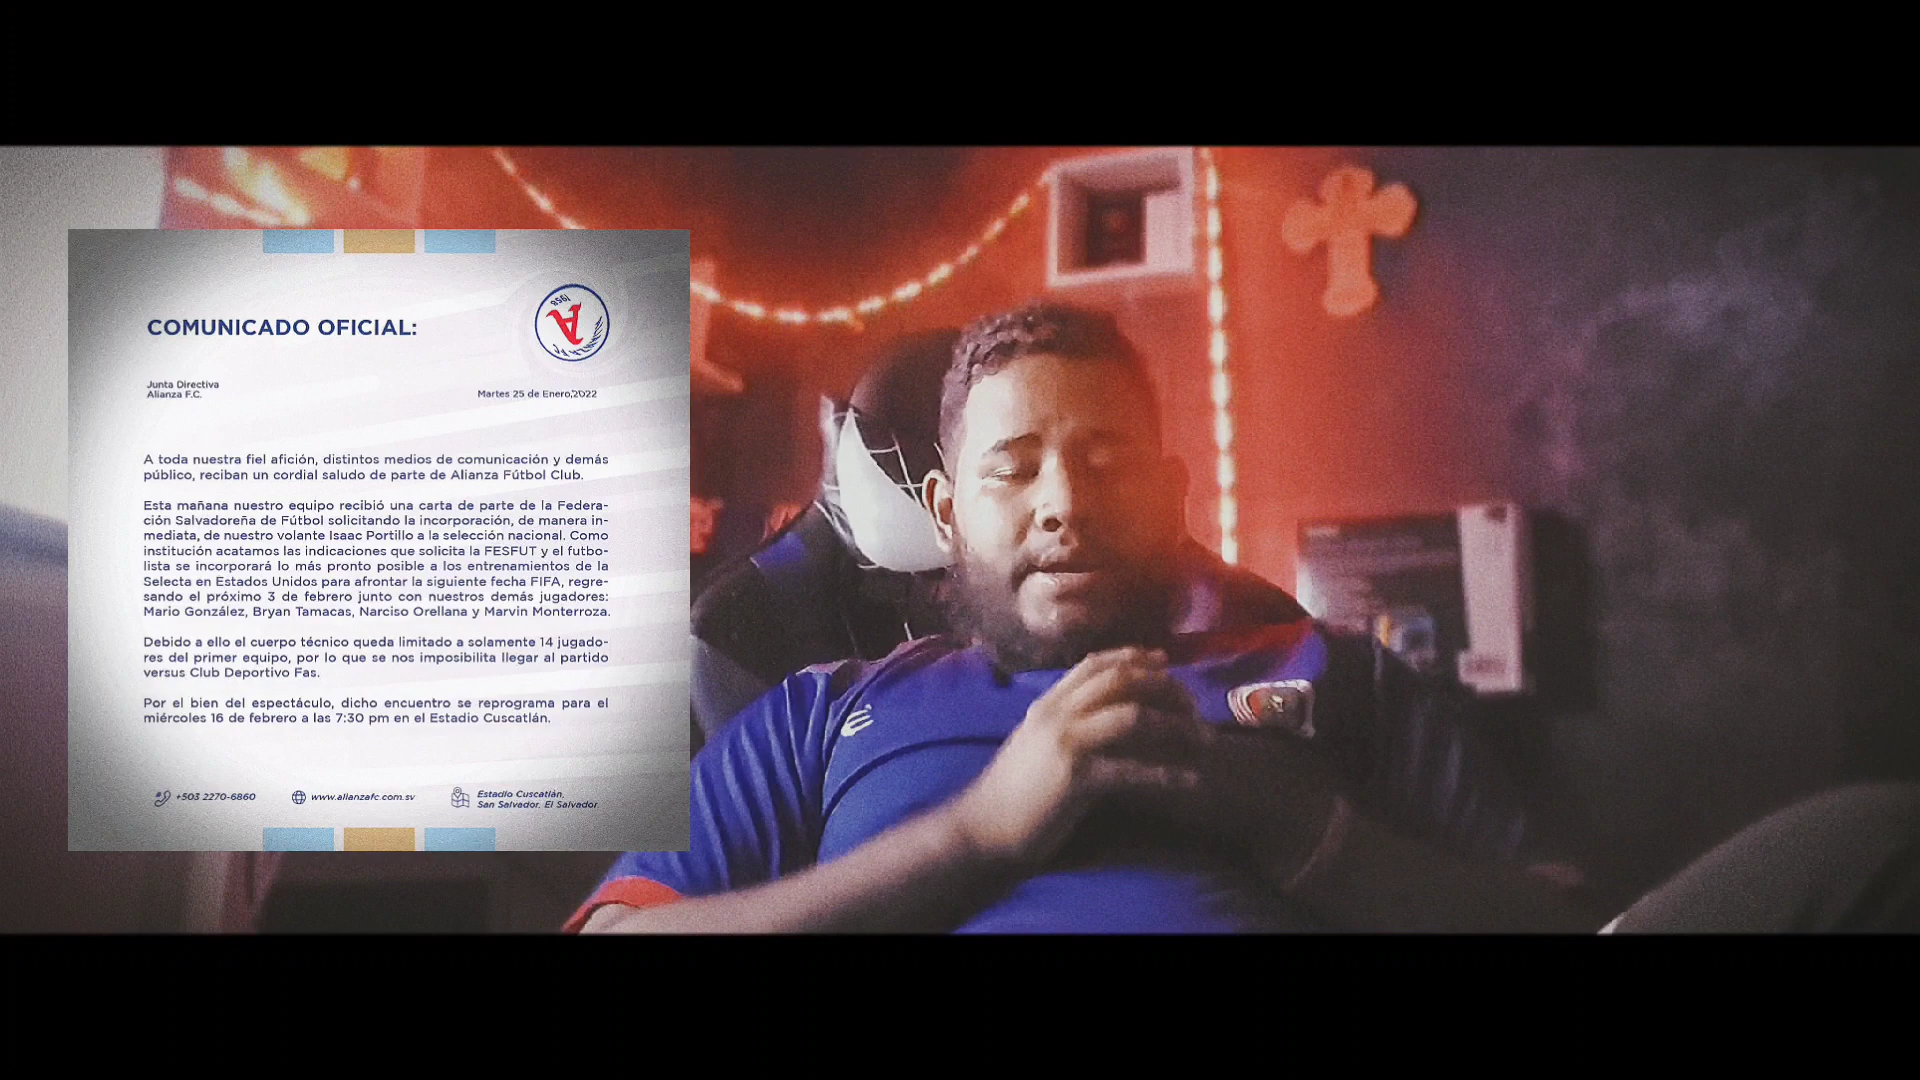 COMUNICADO OFICIAL:
1958
A
ALIANZA F.C.
Junta Directiva
Alianza F.C.
Martes 25 de Enero,2022
A toda nuestra fiel afición, distintos medios de comunicación y demás
público, reciban un cordial saludo de parte de Alianza Fútbol Club.
Esta mañana nuestro equipo recibió una carta de parte de la Federa-
ción Salvadoreña de Fútbol solicitando la incorporación, de manera in-
mediata, de nuestro volante Isaac Portillo a la selección nacional. Como
institución acatamos las indicaciones que solicita la FESFUT y el futbo-
lista se incorporará lo más pronto posible a los entrenamientos de la
Selecta en Estados Unidos para afrontar la siguiente fecha FIFA, regre-
sando el próximo 3 de febrero junto con nuestros demás jugadores:
Mario González, Bryan Tamacas, Narciso Orellana y Marvin Monterroza.
Debido a ello el cuerpo técnico queda limitado a solamente 14 jugado-
res del primer equipo, por lo que se nos imposibilita llegar al partido
versus Club Deportivo Fas.
Por el bien del espectáculo, dicho encuentro se reprograma para el
miércoles 16 de febrero a las 7:30 pm en el Estadio Cuscatlán.
+503 2270-6860
www.alianzafc.com.sv
Estadio Cuscatlán,
San Salvador, El Salvador.